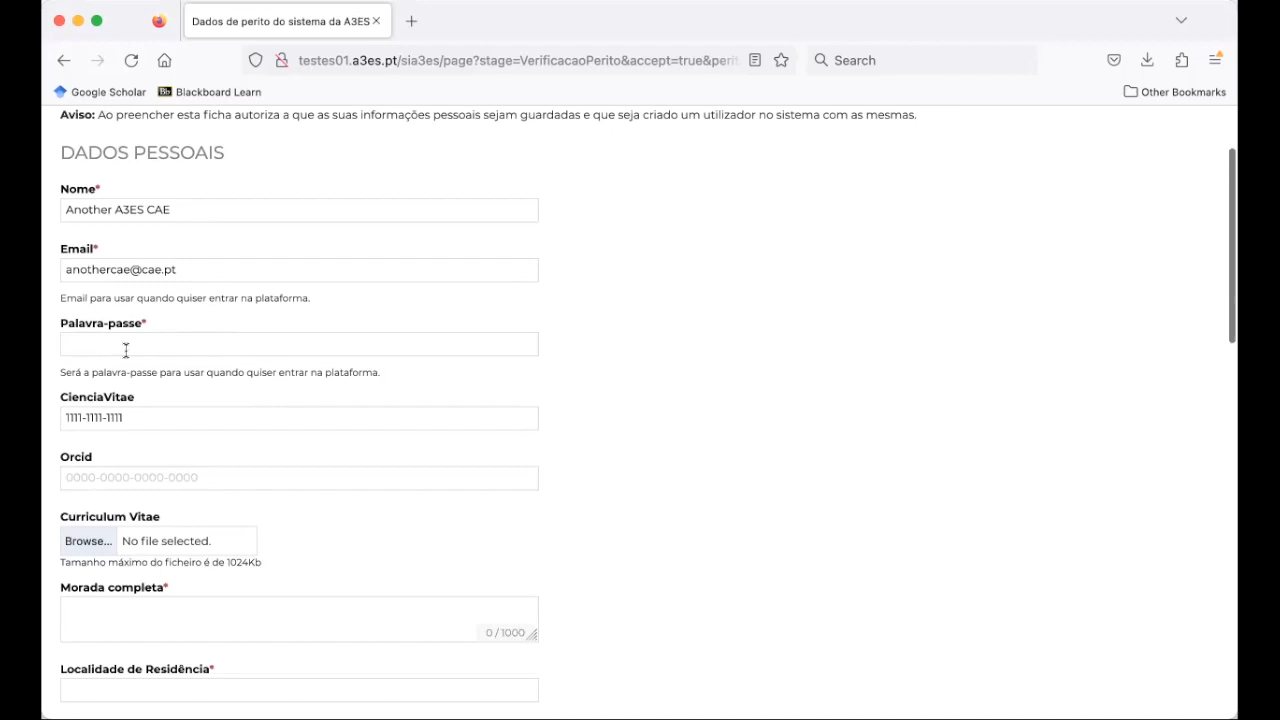 Dados de perito do sistema da A3ES
testes01.a3es.pt/sia3es/page?stage=VerificacaoPerito&accept=true&peri
Search
Google Scholar
Blackboard Learn
Other Bookmarks
Aviso: Ao preencher esta ficha autoriza a que as suas informações pessoais sejam guardadas e que seja criado um utilizador no sistema com as mesmas.
DADOS PESSOAIS
Nome*
Another A3ES CAE
Email*
anothercae@cae.pt
Email para usar quando quiser entrar na plataforma.
Palavra-passe*
Será a palavra-passe para usar quando quiser entrar na plataforma.
CienciaVitae
1111-1111-1111
Orcid
0000-0000-0000-0000
Curriculum Vitae
Browse... No file selected.
Tamanho máximo do ficheiro é de 1024Kb
Morada completa*
0 / 1000
Localidade de Residência*